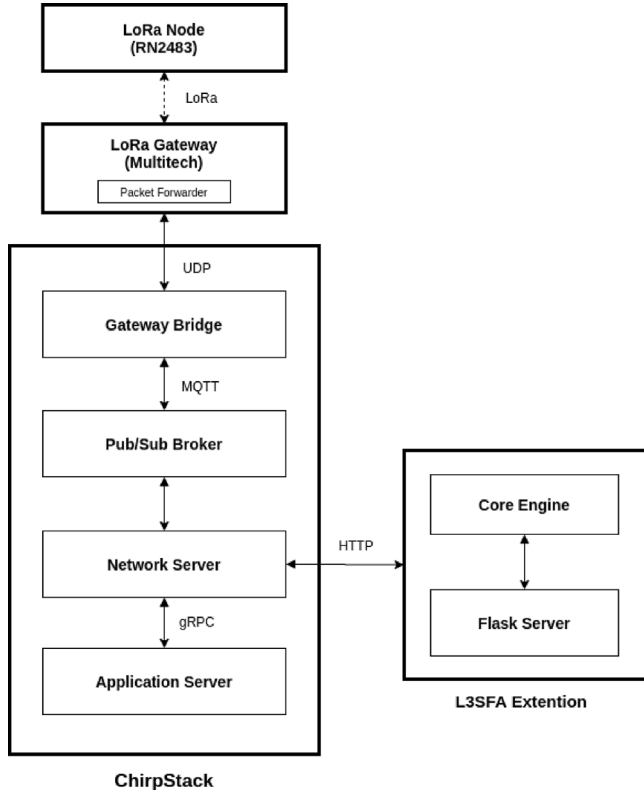 LoRa Node
(RN2483)
LoRa
LoRa Gateway
(Multitech)
Packet Forwarder
UDP
Gateway Bridge
MQTT
Pub/Sub Broker
Network Server
gRPC
Application Server
ChirpStack
HTTP
Core Engine
Flask Server
L3SFA Extention